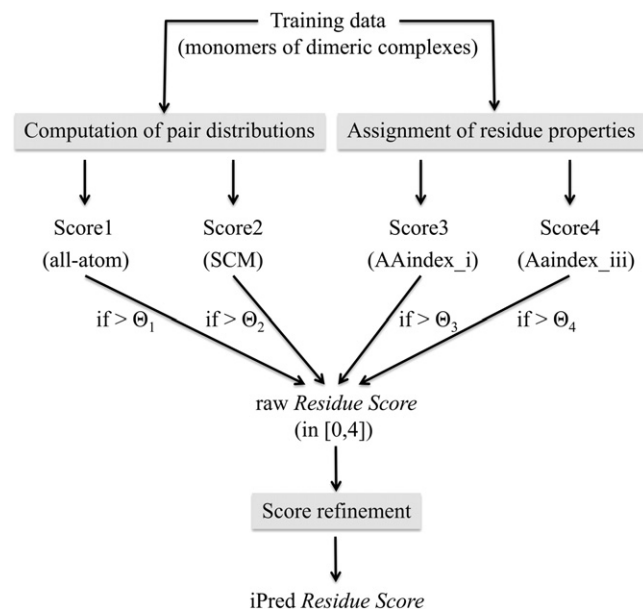 Training data
(monomers of dimeric complexes)
Computation of pair distributions
Assignment of residue properties
Score1
(all-atom)
Score2
(SCM)
Score3
(AAindex_i)
Score4
(Aaindex_iii)
if > Θ₁
if > Θ₂
if > Θ₃
if > Θ₄
raw Residue Score
(in [0,4])
Score refinement
iPred Residue Score